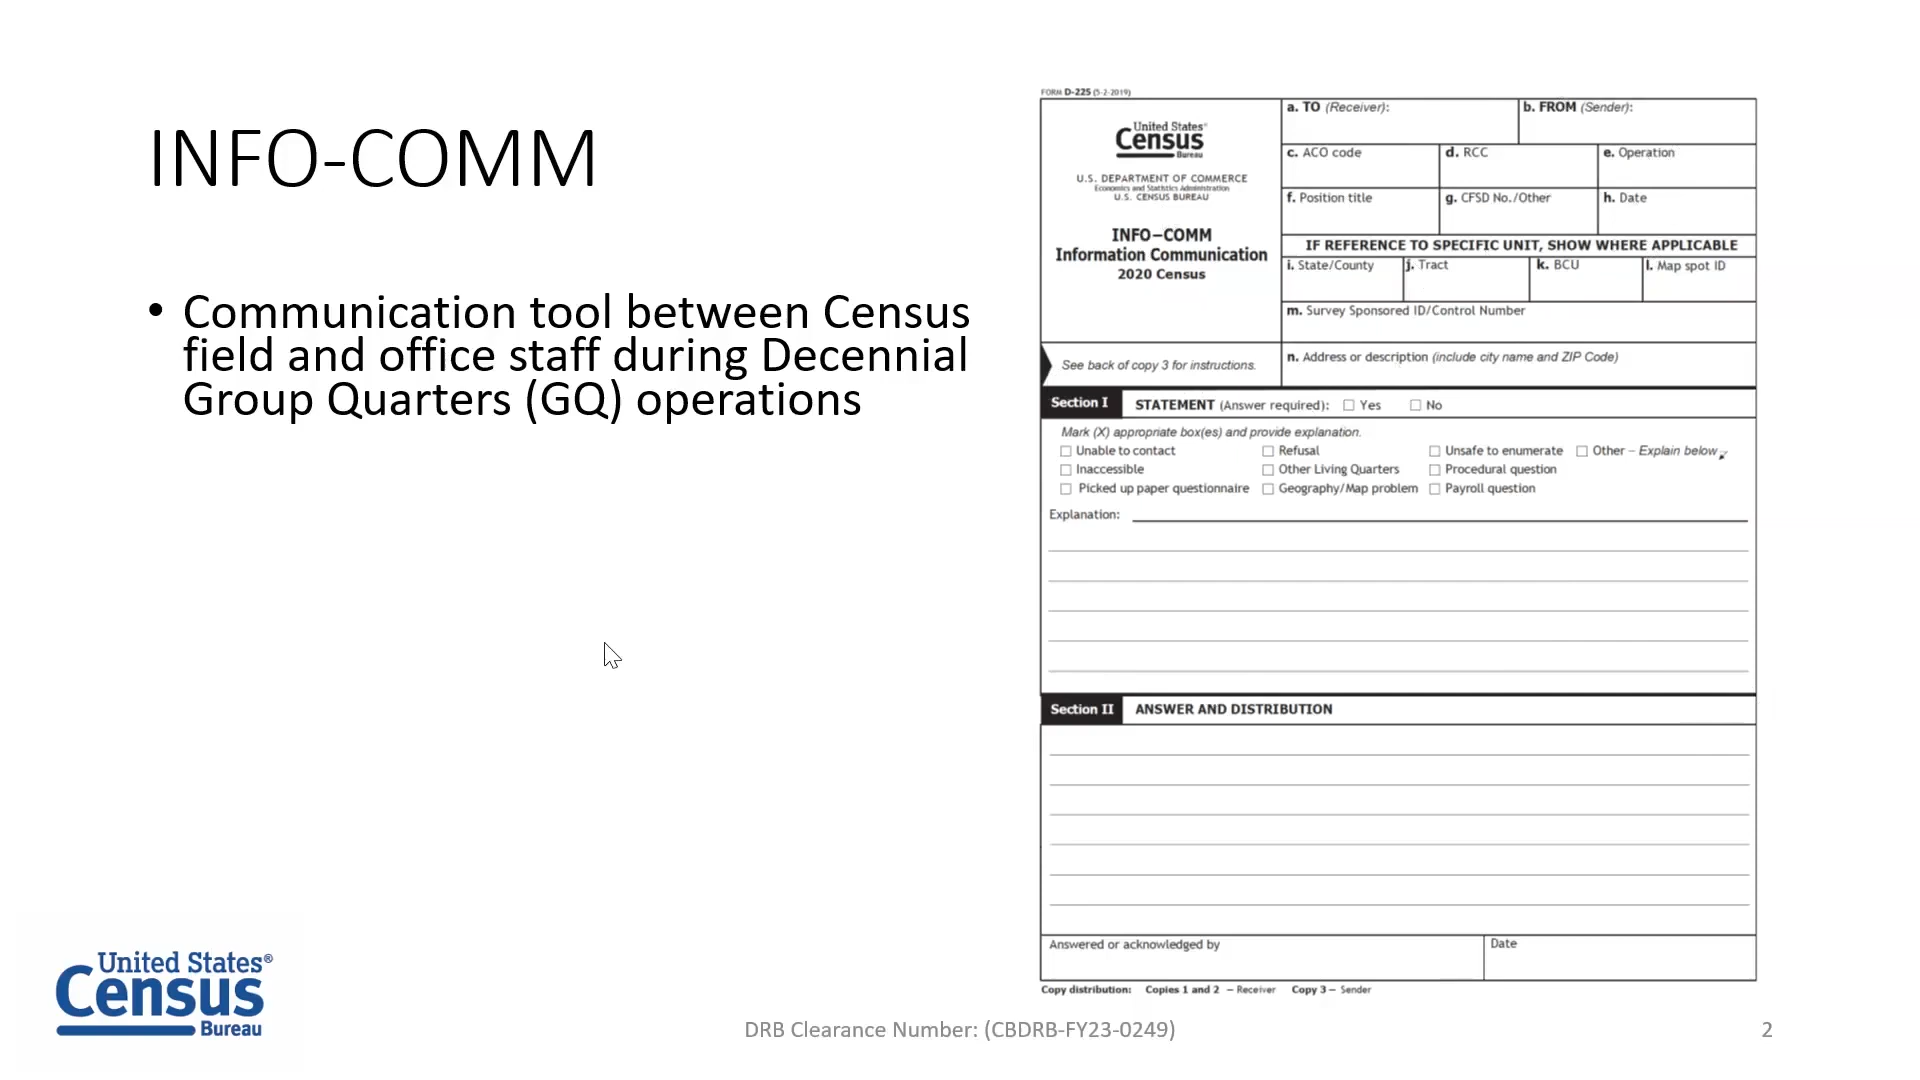 INFO-COMM
• Communication tool between Census
field and office staff during Decennial
Group Quarters (GQ) operations
FORM D-225 (5-2-2019)
United States®
Census
Bureau
U.S. DEPARTMENT OF COMMERCE
Economics and Statistics Administration
U.S. CENSUS BUREAU
INFO–COMM
Information Communication
2020 Census
See back of copy 3 for instructions.
a. TO (Receiver):
b. FROM (Sender):
c. ACO code
d. RCC
e. Operation
f. Position title
g. CFSD No./Other
h. Date
IF REFERENCE TO SPECIFIC UNIT, SHOW WHERE APPLICABLE
i. State/County
j. Tract
k. BCU
l. Map spot ID
m. Survey Sponsored ID/Control Number
n. Address or description (include city name and ZIP Code)
Section I STATEMENT (Answer required): ☐ Yes ☐ No
Mark (X) appropriate box(es) and provide explanation.
☐ Unable to contact ☐ Refusal ☐ Unsafe to enumerate ☐ Other – Explain below
☐ Inaccessible ☐ Other Living Quarters ☐ Procedural question
☐ Picked up paper questionnaire ☐ Geography/Map problem ☐ Payroll question
Explanation:
Section II ANSWER AND DISTRIBUTION
Answered or acknowledged by
Date
Copy distribution: Copies 1 and 2 – Receiver Copy 3 – Sender
United States®
Census
Bureau
DRB Clearance Number: (CBDRB-FY23-0249)
2